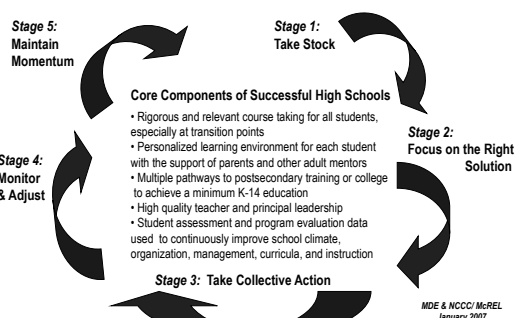 Stage 5:
Maintain
Momentum
Stage 1:
Take Stock
Core Components of Successful High Schools
• Rigorous and relevant course taking for all students,
especially at transition points
• Personalized learning environment for each student
with the support of parents and other adult mentors
• Multiple pathways to postsecondary training or college
to achieve a minimum K-14 education
• High quality teacher and principal leadership
• Student assessment and program evaluation data
used to continuously improve school climate,
organization, management, curricula, and instruction
Stage 2:
Focus on the Right
Solution
Stage 4:
Monitor
& Adjust
Stage 3: Take Collective Action
MDE & NCCC/ McREL
January 2007